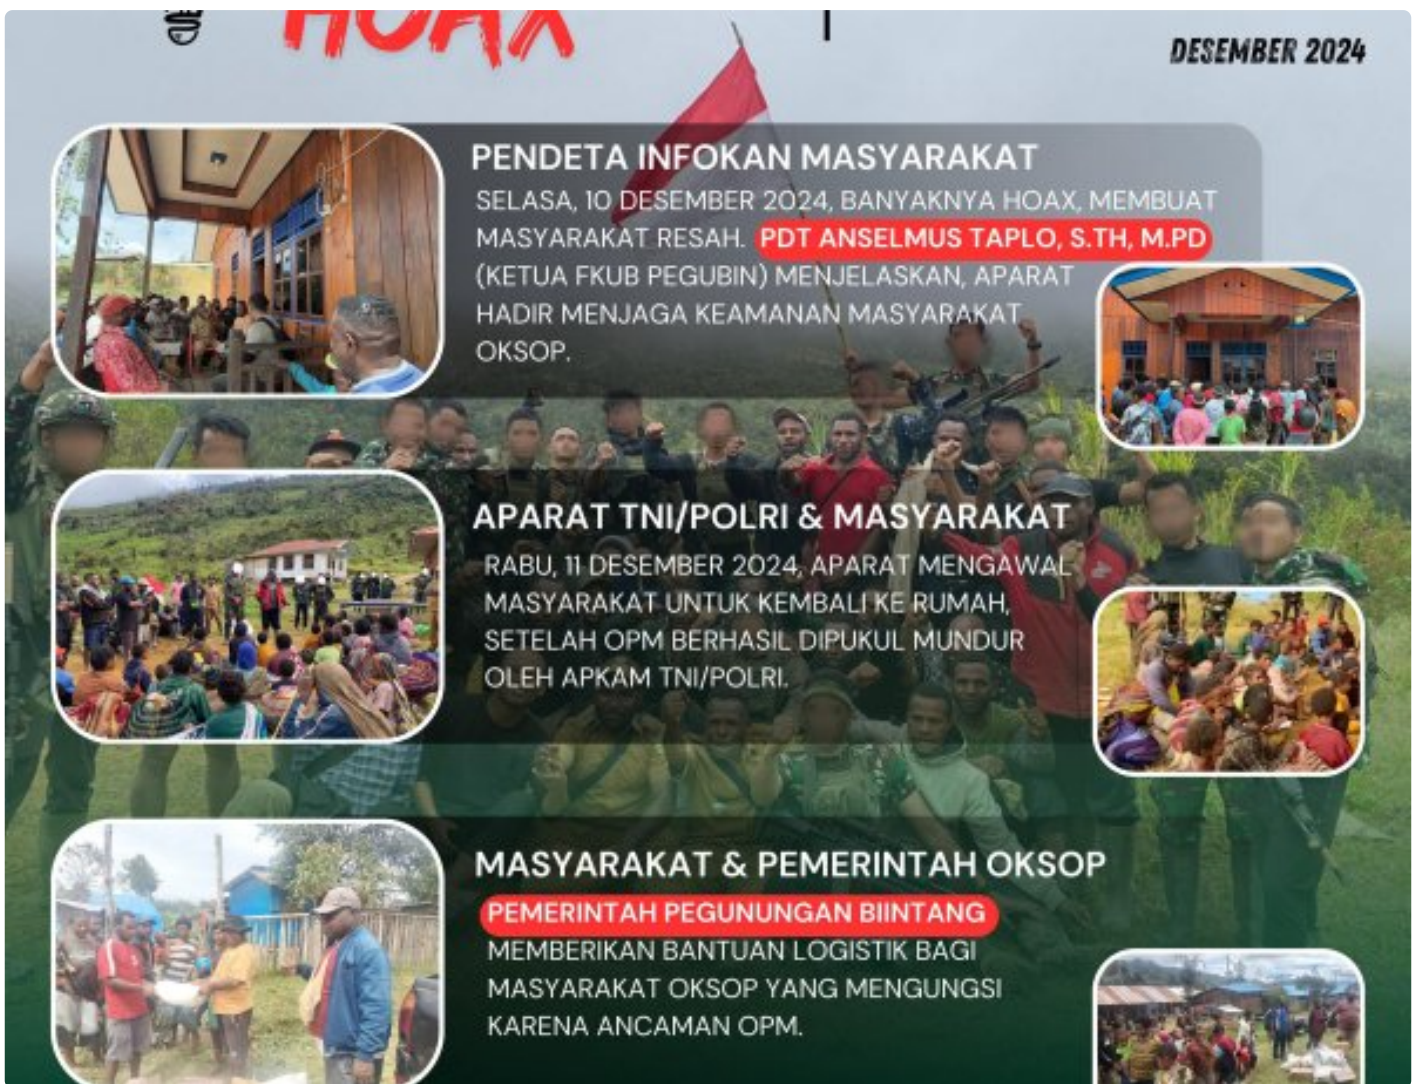 HOAX
DESEMBER 2024
PENDETA INFOKAN MASYARAKAT
SELASA, 10 DESEMBER 2024, BANYAKNYA HOAX, MEMBUAT
MASYARAKAT RESAH. PDT ANSELMUS TAPLO, S.TH, M.PD
(KETUA FKUB PEGUBIN) MENJELASKAN, APARAT
HADIR MENJAGA KEAMANAN MASYARAKAT
OKSOP.
APARAT TNI/POLRI & MASYARAKAT
RABU, 11 DESEMBER 2024, APARAT MENGAWAL
MASYARAKAT UNTUK KEMBALI KE RUMAH,
SETELAH OPM BERHASIL DIPUKUL MUNDUR
OLEH APKAM TNI/POLRI.
MASYARAKAT & PEMERINTAH OKSOP
PEMERINTAH PEGUNUNGAN BIINTANG
MEMBERIKAN BANTUAN LOGISTIK BAGI
MASYARAKAT OKSOP YANG MENGUNGSI
KARENA ANCAMAN OPM.